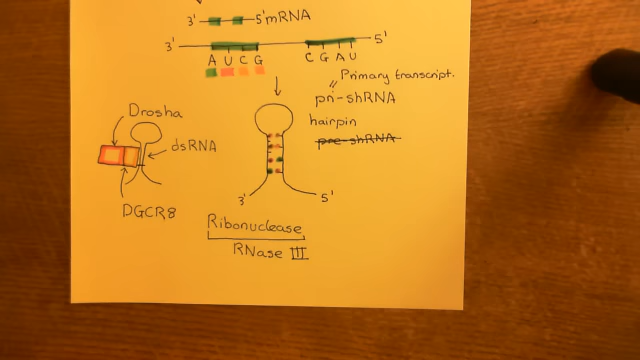 3' 5' mRNA
3' 5'
A U C G C G A U
Primary transcript.
pri-shRNA
hairpin
pre-shRNA
Drosha
dsRNA
DGCR8
3' 5'
Ribonuclease
RNase III